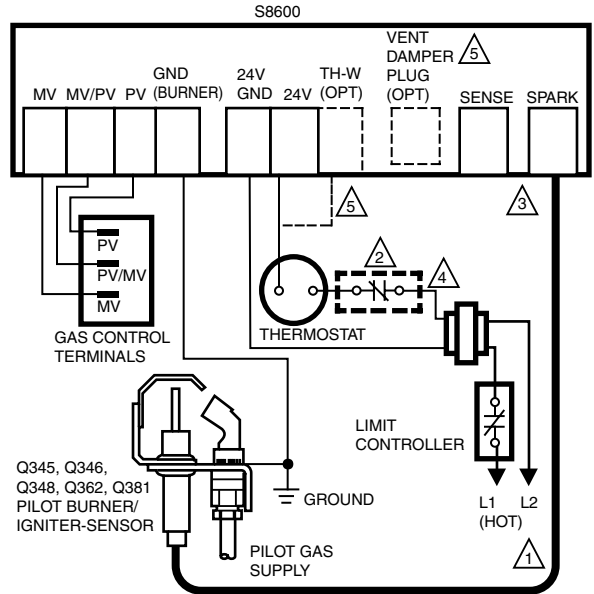 S8600
MV MV/PV PV GND (BURNER) 24V GND 24V TH-W (OPT) VENT DAMPER PLUG (OPT) 5 SENSE SPARK
5
3
PV
PV/MV
MV
GAS CONTROL
TERMINALS
THERMOSTAT
2
4
LIMIT
CONTROLLER
L1
(HOT)
L2
1
Q345, Q346,
Q348, Q362, Q381
PILOT BURNER/
IGNITER-SENSOR
GROUND
PILOT GAS
SUPPLY